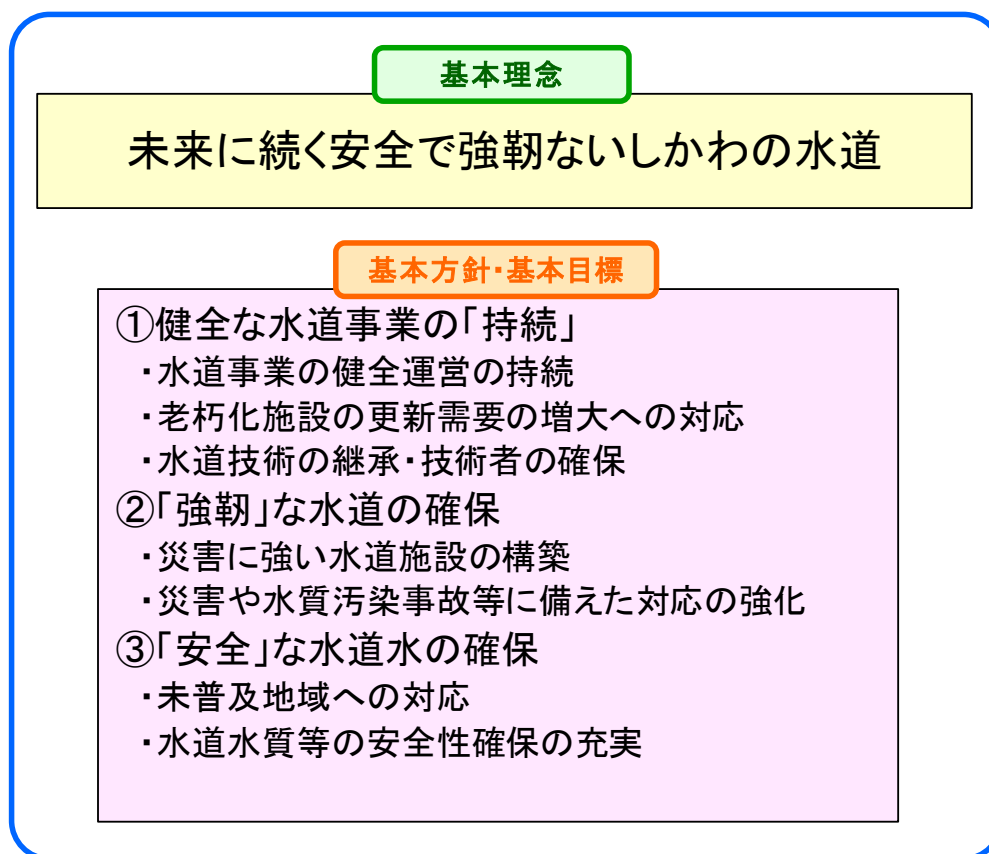 基本理念
未来に続く安全で強靭ないしかわの水道
基本方針・基本目標
①健全な水道事業の「持続」
・水道事業の健全運営の持続
・老朽化施設の更新需要の増大への対応
・水道技術の継承・技術者の確保
②「強靭」な水道の確保
・災害に強い水道施設の構築
・災害や水質汚染事故等に備えた対応の強化
③「安全」な水道水の確保
・未普及地域への対応
・水道水質等の安全性確保の充実